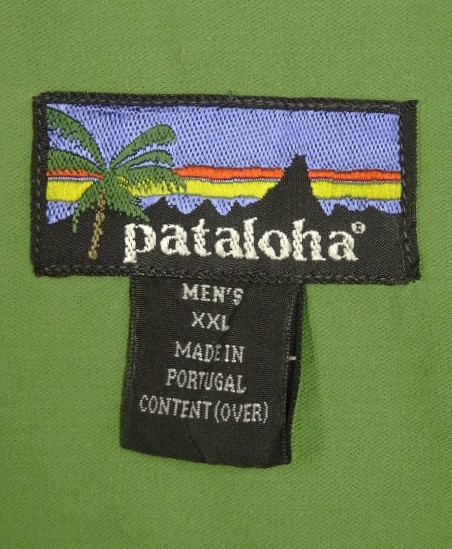 pataloha®
MEN'S
XXL
MADE IN
PORTUGAL
CONTENT (OVER)